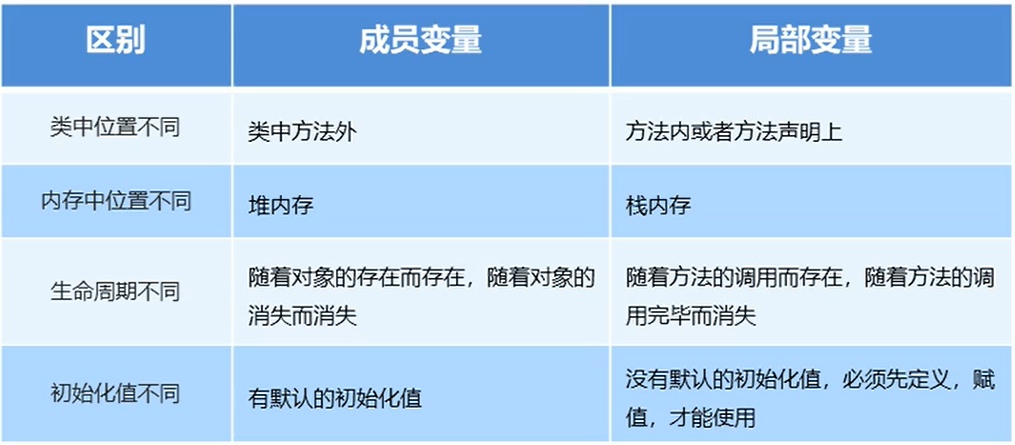 区别
成员变量
局部变量
类中位置不同
类中方法外
方法内或者方法声明上
内存中位置不同
堆内存
栈内存
生命周期不同
随着对象的存在而存在，随着对象的
消失而消失
随着方法的调用而存在，随着方法的调
用完毕而消失
初始化值不同
有默认的初始化值
没有默认的初始化值，必须先定义，赋
值，才能使用